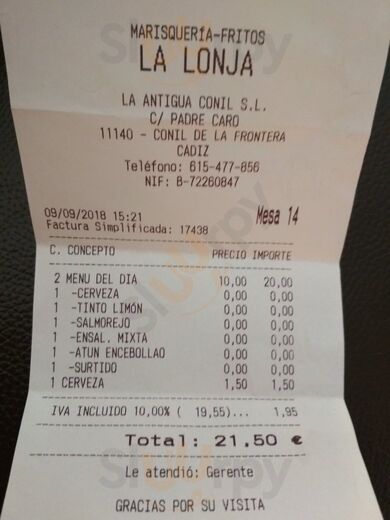 MARISQUERÍA-FRITOS
LA LONJA
LA ANTIGUA CONIL S.L.
C/ PADRE CARO
11140 - CONIL DE LA FRONTERA
CADIZ
Teléfono: 615-477-856
NIF: B-72260847
09/09/2018 15:21 Mesa 14
Factura Simplificada: 17438
C. CONCEPTO PRECIO IMPORTE
2 MENU DEL DIA 10,00 20,00
1 -CERVEZA 0,00 0,00
1 -TINTO LIMÓN 0,00 0,00
1 -SALMOREJO 0,00 0,00
1 -ENSAL. MIXTA 0,00 0,00
1 -ATUN ENCEBOLLAO 0,00 0,00
1 -SURTIDO 0,00 0,00
1 CERVEZA 1,50 1,50
IVA INCLUIDO 10,00% ( 19,55)... 1,95
Total: 21,50 €
Le atendió: Gerente
GRACIAS POR SU VISITA